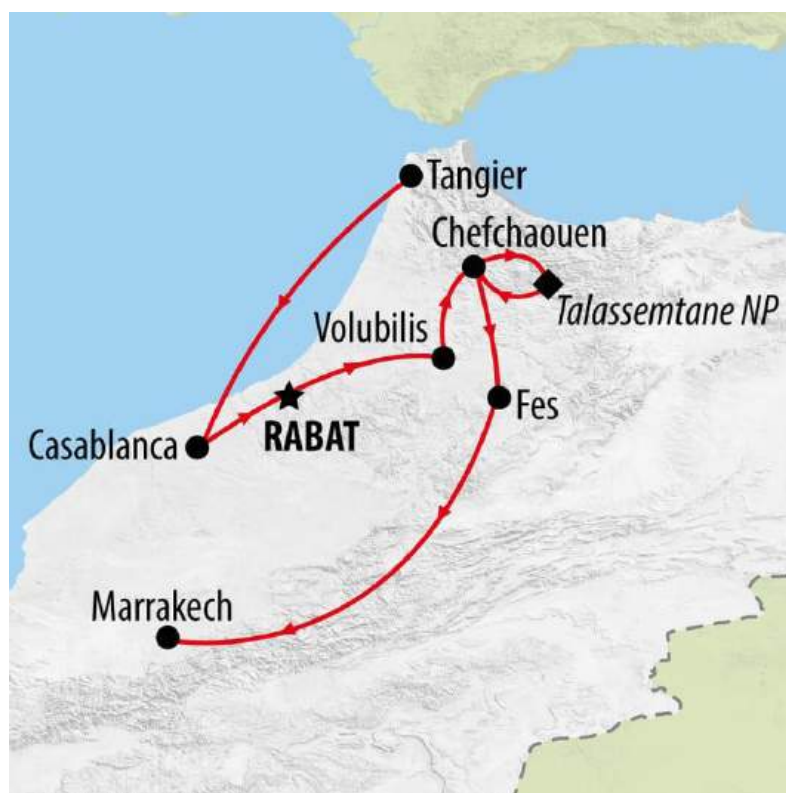 Tangier
Chefchaouen
Talassemtane NP
Volubilis
Fes
RABAT
Casablanca
Marrakech